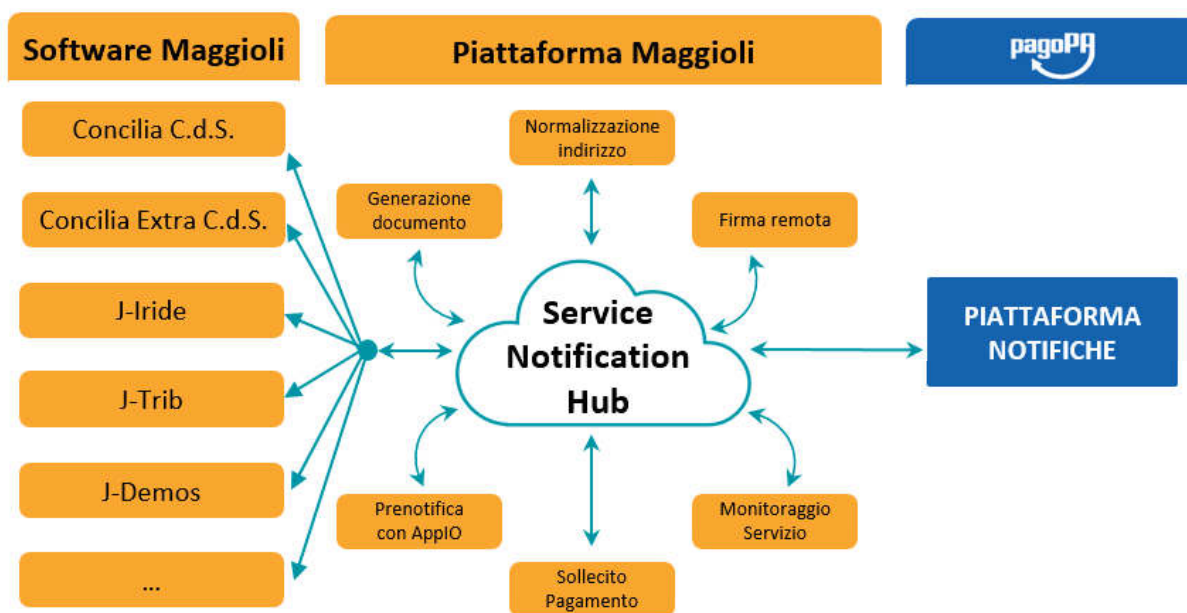 Software Maggioli
Piattaforma Maggioli
pagoPA
Concilia C.d.S.
Concilia Extra C.d.S.
J-Iride
J-Trib
J-Demos
...
Normalizzazione
indirizzo
Generazione
documento
Firma remota
Service
Notification
Hub
Prenotifica
con AppIO
Monitoraggio
Servizio
Sollecito
Pagamento
PIATTAFORMA
NOTIFICHE